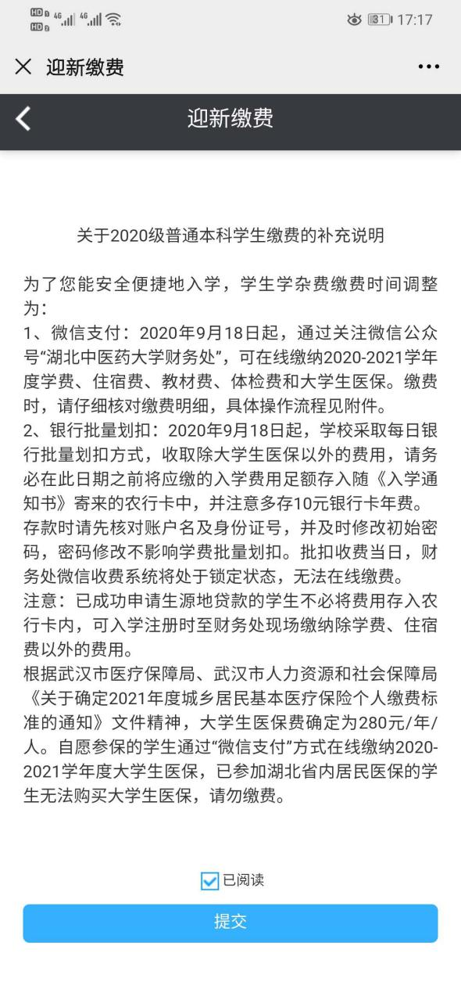 HD 1 4G 4G 31 17:17
HD 2
迎新缴费
迎新缴费
关于2020级普通本科学生缴费的补充说明
为了您能安全便捷地入学，学生学杂费缴费时间调整
为：
1、微信支付：2020年9月18日起，通过关注微信公众
号“湖北中医药大学财务处”，可在线缴纳2020-2021学年
度学费、住宿费、教材费、体检费和大学生医保。缴费
时，请仔细核对缴费明细，具体操作流程见附件。
2、银行批量划扣：2020年9月18日起，学校采取每日银
行批量划扣方式，收取除大学生医保以外的费用，请务
必在此日期之前将应缴的入学费用足额存入随《入学通
知书》寄来的农行卡中，并注意多存10元银行卡年费。
存款时请先核对账户名及身份证号，并及时修改初始密
码，密码修改不影响学费批量划扣。批扣收费当日，财
务处微信收费系统将处于锁定状态，无法在线缴费。
注意：已成功申请生源地贷款的学生不必将费用存入农
行卡内，可入学注册时至财务处现场缴纳除学费、住宿
费以外的费用。
根据武汉市医疗保障局、武汉市人力资源和社会保障局
《关于确定2021年度城乡居民基本医疗保险个人缴费标
准的通知》文件精神，大学生医保费确定为280元/年/
人。自愿参保的学生通过“微信支付”方式在线缴纳2020-
2021学年度大学生医保，已参加湖北省内居民医保的学
生无法购买大学生医保，请勿缴费。
已阅读
提交